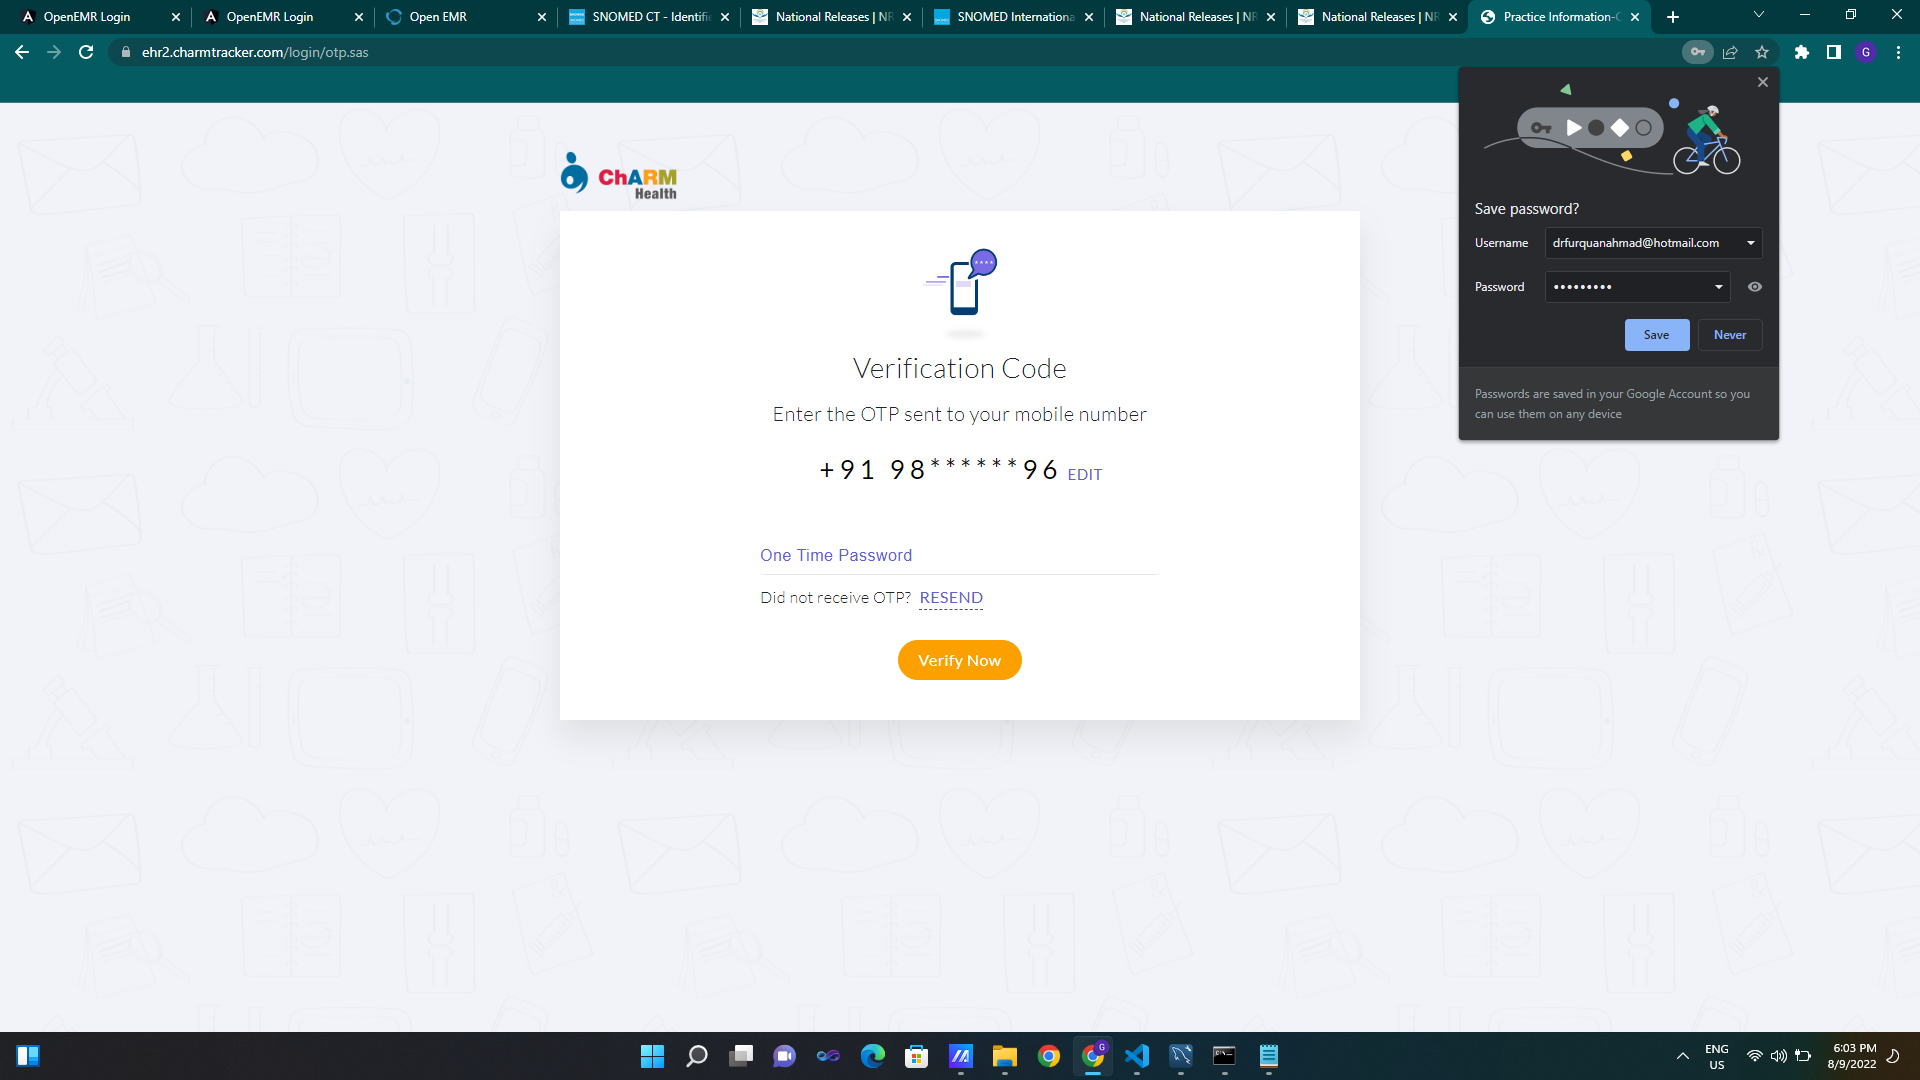 OpenEMR Login
OpenEMR Login
Open EMR
SNOMED CT - Identifi
National Releases | NR
SNOMED Internationa
National Releases | NR
National Releases | NR
Practice Information-C
ehr2.charmtracker.com/login/otp.sas
G
Save password?
Username
drfurquanahmad@hotmail.com
Password
•••••••••
Save
Never
Passwords are saved in your Google Account so you
can use them on any device
ChARM
Health
Verification Code
Enter the OTP sent to your mobile number
+91 98******96 EDIT
One Time Password
Did not receive OTP? RESEND
Verify Now
G
ENG
US
6:03 PM
8/9/2022